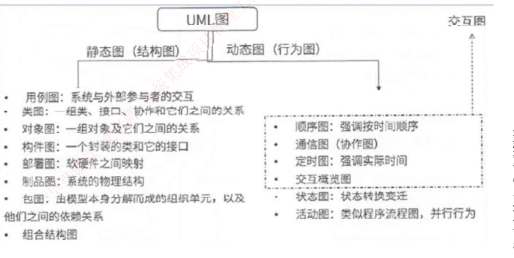 UML图
交互图
静态图（结构图）
动态图（行为图）
• 用例图：系统与外部参与者的交互
• 类图：一组类、接口、协作和它们之间的关系
• 对象图：一组对象及它们之间的关系
• 构件图：一个封装的类和它的接口
• 部署图：软硬件之间映射
• 制品图：系统的物理结构
• 包图：由模型本身分解而成的组织单元，以及
他们之间的依赖关系
• 组合结构图
• 顺序图：强调按时间顺序
• 通信图（协作图）
• 定时图：强调实际时间
• 交互概览图
• 状态图：状态转换变迁
• 活动图：类似程序流程图，并行行为